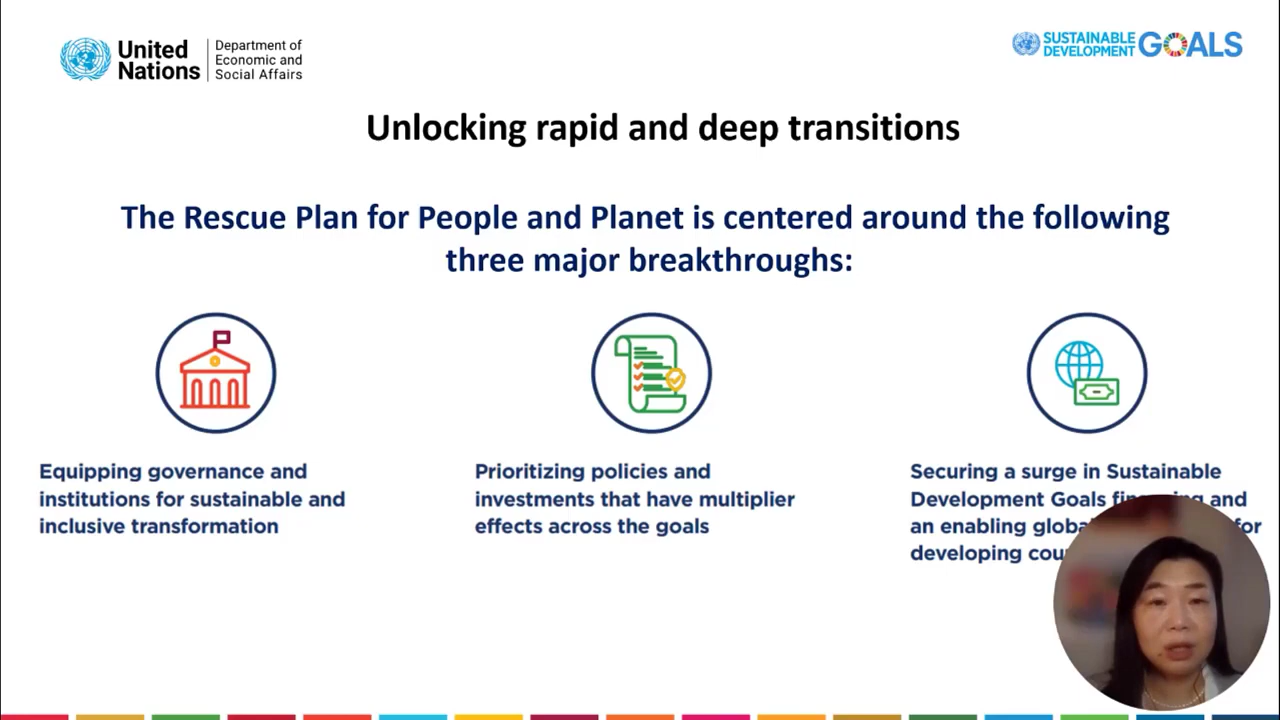 United Nations
Department of
Economic and
Social Affairs
SUSTAINABLE
DEVELOPMENT
GOALS
Unlocking rapid and deep transitions
The Rescue Plan for People and Planet is centered around the following
three major breakthroughs:
Equipping governance and
institutions for sustainable and
inclusive transformation
Prioritizing policies and
investments that have multiplier
effects across the goals
Securing a surge in Sustainable
Development Goals and
an enabling for
developing